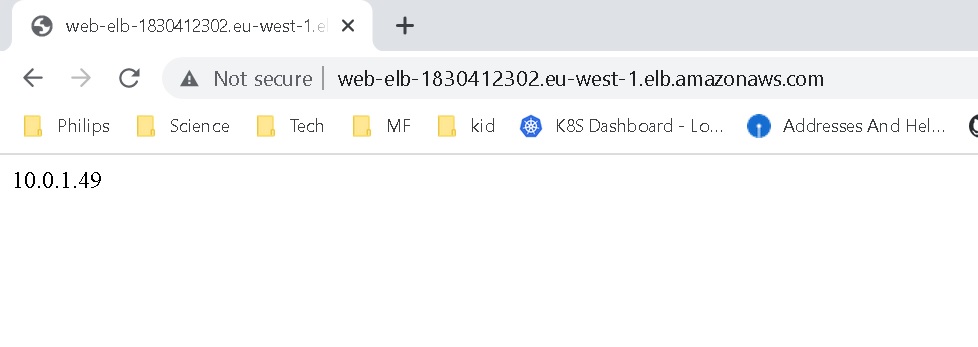 web-elb-1830412302.eu-west-1.el
Not secure web-elb-1830412302.eu-west-1.elb.amazonaws.com
Philips Science Tech MF kid K8S Dashboard - Lo... Addresses And Hel...
10.0.1.49